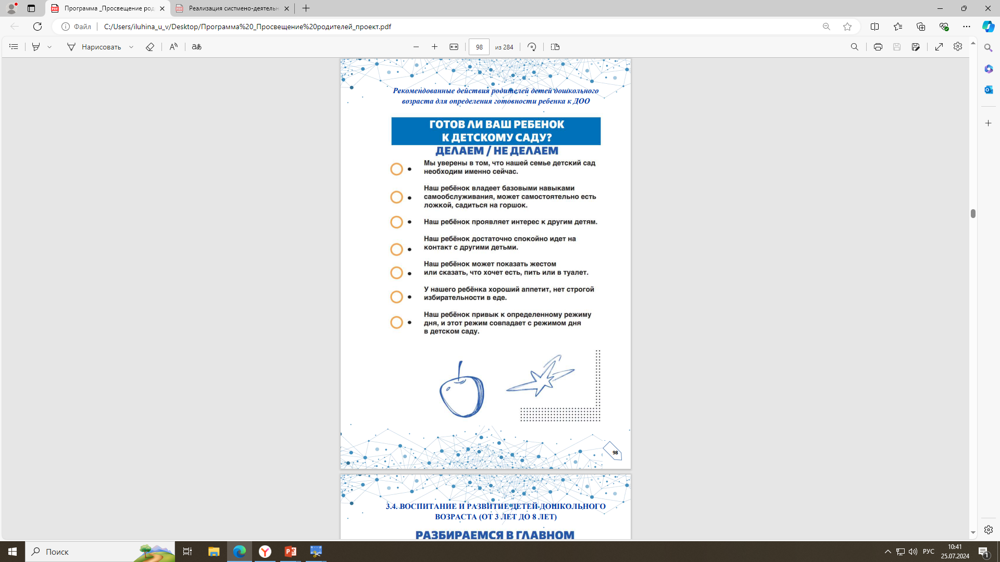 Программа _Просвещение род
Реализация систмено-деятельн
Файл
C:/Users/iluhina_u_v/Desktop/Программа%20_Просвещение%20родителей_проект.pdf
Нарисовать
аあ
98
из 284
Рекомендованные действия родителей детей дошкольного
возраста для определения готовности ребенка к ДОО
ГОТОВ ЛИ ВАШ РЕБЕНОК
К ДЕТСКОМУ САДУ?
ДЕЛАЕМ / НЕ ДЕЛАЕМ
Мы уверены в том, что нашей семье детский сад
необходим именно сейчас.
Наш ребёнок владеет базовыми навыками
самообслуживания, может самостоятельно есть
ложкой, садиться на горшок.
Наш ребёнок проявляет интерес к другим детям.
Наш ребёнок достаточно спокойно идет на
контакт с другими детьми.
Наш ребёнок может показать жестом
или сказать, что хочет есть, пить или в туалет.
У нашего ребёнка хороший аппетит, нет строгой
избирательности в еде.
Наш ребёнок привык к определенному режиму
дня, и этот режим совпадает с режимом дня
в детском саду.
98
3.4. ВОСПИТАНИЕ И РАЗВИТИЕ ДЕТЕЙ ДОШКОЛЬНОГО
ВОЗРАСТА (ОТ 3 ЛЕТ ДО 8 ЛЕТ)
РАЗБИРАЕМСЯ В ГЛАВНОМ
Поиск
РУС
10:41
25.07.2024
1